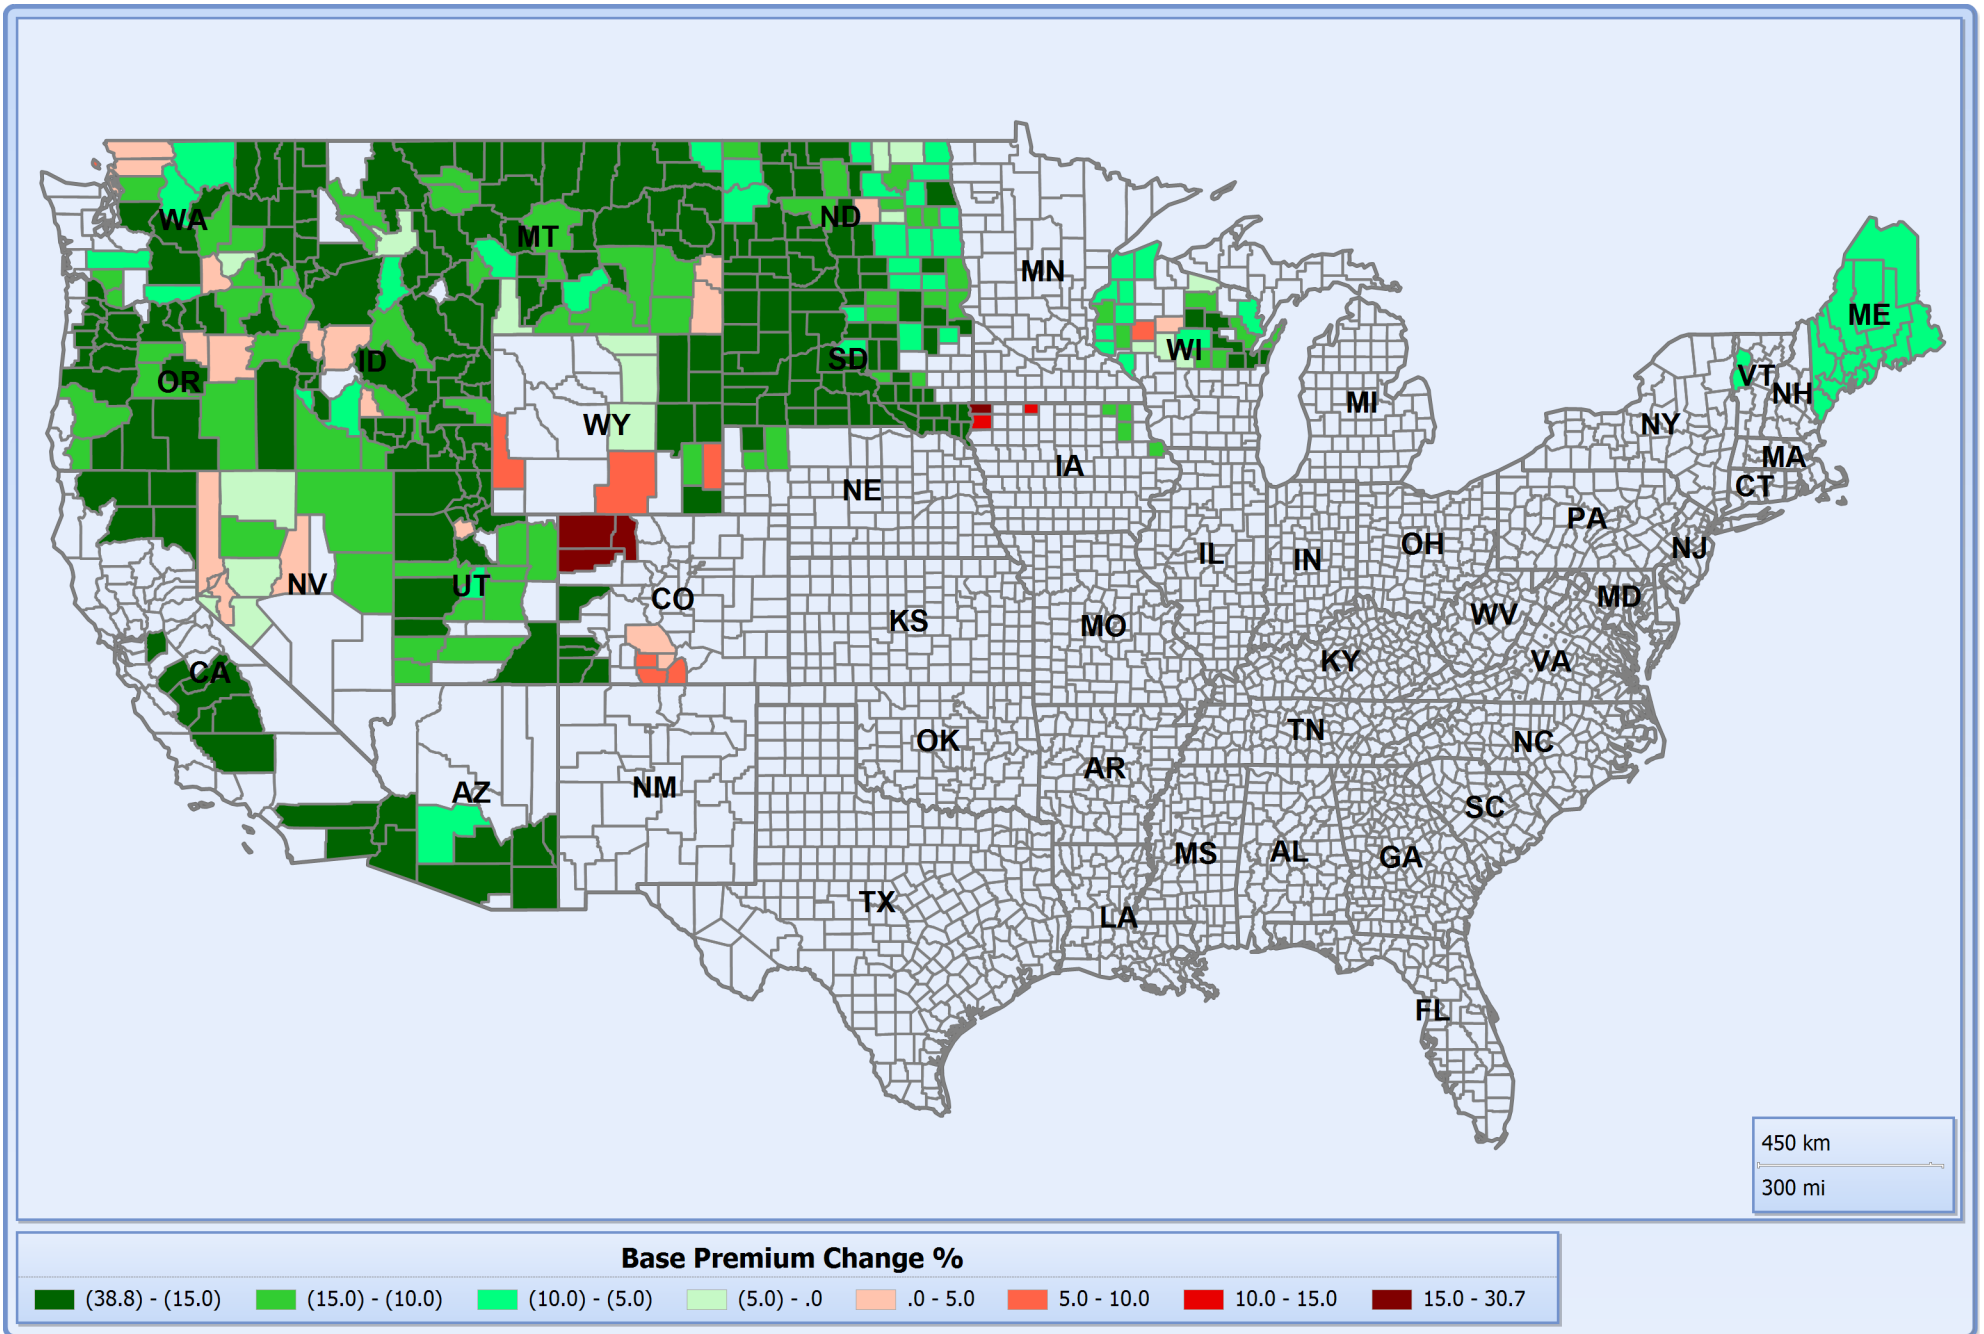 WA
MT
ND
MN
ME
OR
ID
SD
WI
VT
NH
MI
NY
WY
IA
MA
CT
NE
PA
NV
UT
CO
IL
IN
OH
NJ
KS
MO
WV
MD
CA
KY
VA
AZ
NM
OK
AR
TN
NC
SC
TX
LA
MS
AL
GA
FL
450 km
300 mi
Base Premium Change %
(38.8) - (15.0) (15.0) - (10.0) (10.0) - (5.0) (5.0) - .0 .0 - 5.0 5.0 - 10.0 10.0 - 15.0 15.0 - 30.7